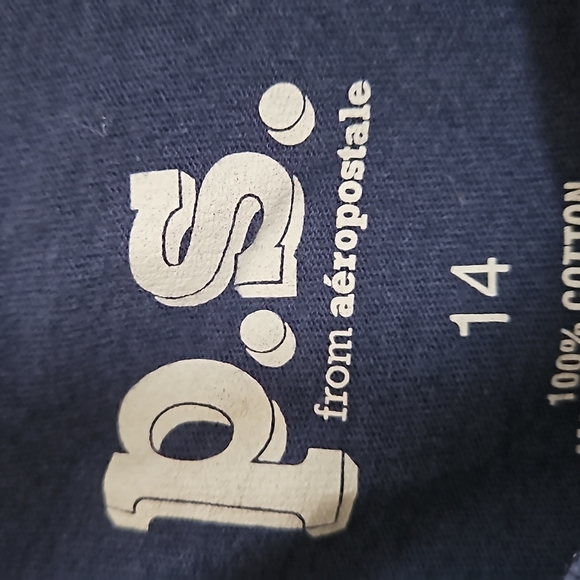 p.s.
from aéropostale
14
100% COTTON